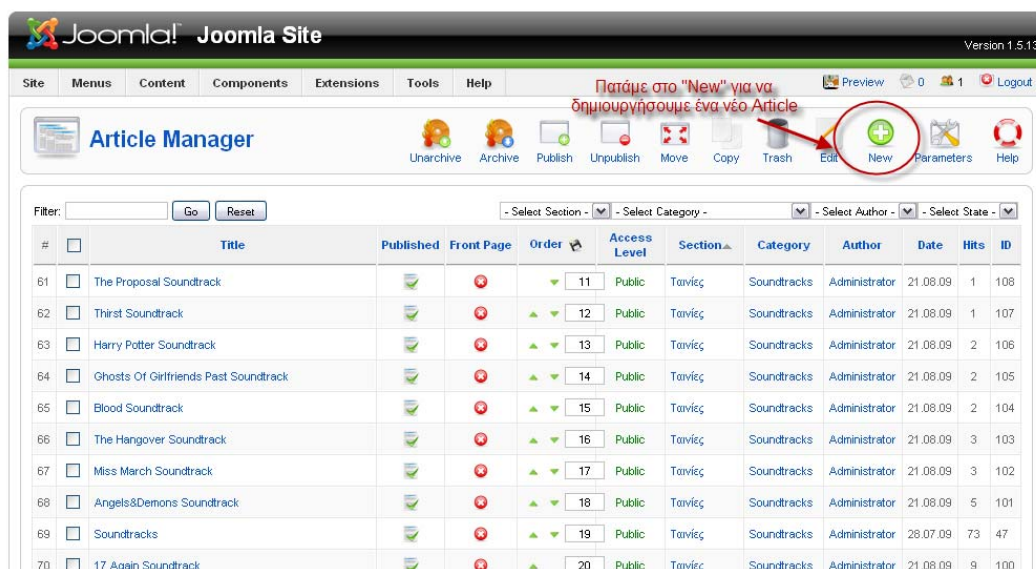 Joomla! Joomla Site
Version 1.5.13
Site Menus Content Components Extensions Tools Help Preview 0 1 Logout
Πατάμε στο "New" για να
δημιουργήσουμε ένα νέο Article
Article Manager
Unarchive Archive Publish Unpublish Move Copy Trash Edit New Parameters Help
Filter: Go Reset - Select Section - - Select Category - - Select Author - - Select State -
# Title Published Front Page Order Access Level Section Category Author Date Hits ID
61 The Proposal Soundtrack 11 Public Ταινίες Soundtracks Administrator 21.08.09 1 108
62 Thirst Soundtrack 12 Public Ταινίες Soundtracks Administrator 21.08.09 1 107
63 Harry Potter Soundtrack 13 Public Ταινίες Soundtracks Administrator 21.08.09 2 106
64 Ghosts Of Girlfriends Past Soundtrack 14 Public Ταινίες Soundtracks Administrator 21.08.09 2 105
65 Blood Soundtrack 15 Public Ταινίες Soundtracks Administrator 21.08.09 2 104
66 The Hangover Soundtrack 16 Public Ταινίες Soundtracks Administrator 21.08.09 3 103
67 Miss March Soundtrack 17 Public Ταινίες Soundtracks Administrator 21.08.09 3 102
68 Angels&Demons Soundtrack 18 Public Ταινίες Soundtracks Administrator 21.08.09 5 101
69 Soundtracks 19 Public Ταινίες Soundtracks Administrator 28.07.09 73 47
70 17 Again Soundtrack 20 Public Ταινίες Soundtracks Administrator 21.08.09 9 100